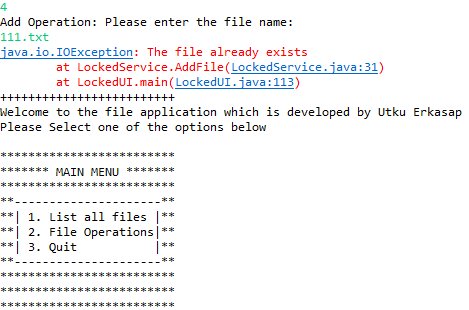 4
Add Operation: Please enter the file name:
111.txt
java.io.IOException: The file already exists
        at LockedService.AddFile(LockedService.java:31)
        at LockedUI.main(LockedUI.java:113)
+++++++++++++++++++++++++
Welcome to the file application which is developed by Utku Erkasap
Please Select one of the options below

*************************
******* MAIN MENU *******
*************************
**---------------------**
**| 1. List all files |**
**| 2. File Operations|**
**| 3. Quit           |**
**---------------------**
*************************
*************************
*************************